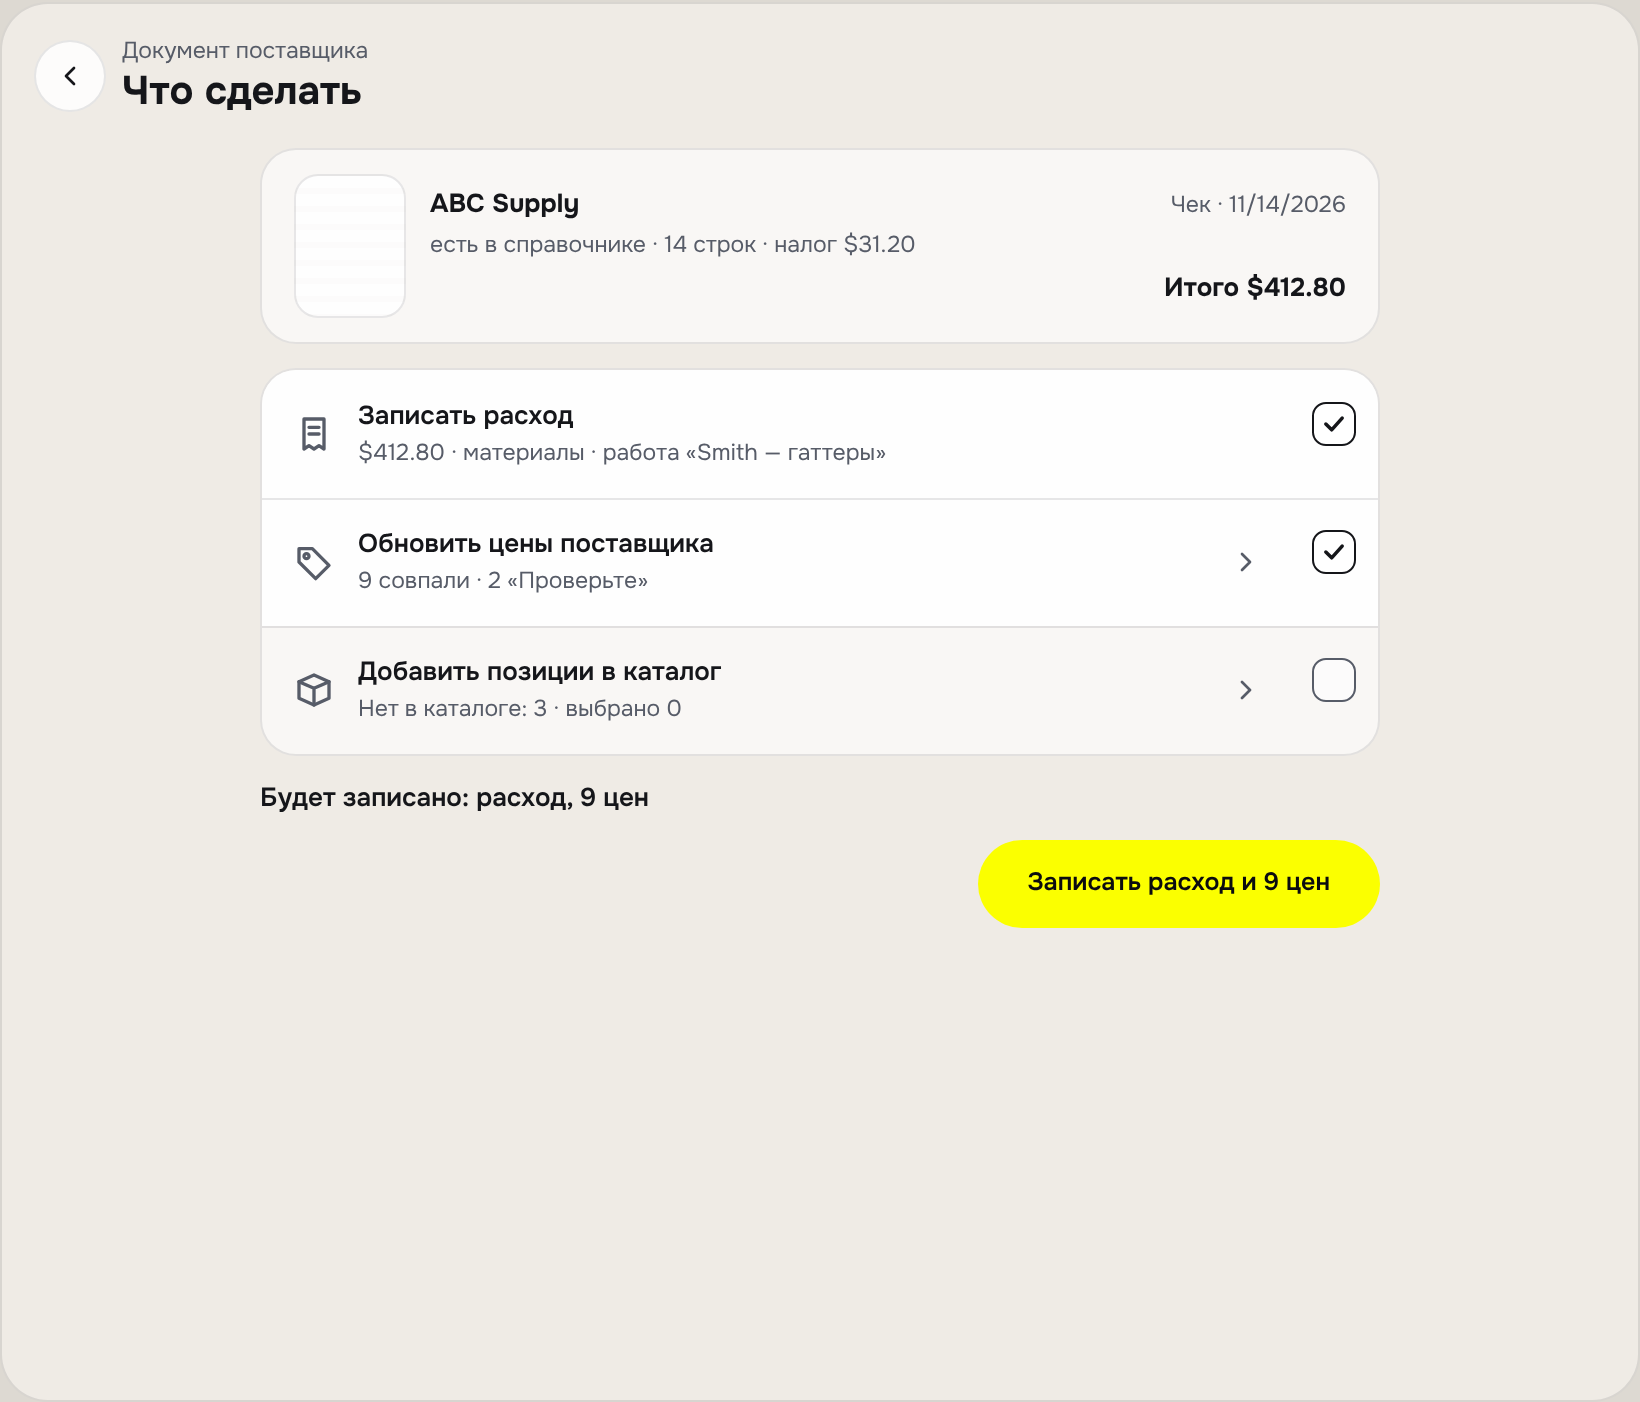 Документ поставщика
Что сделать
ABC Supply
Чек · 11/14/2026
есть в справочнике · 14 строк · налог $31.20
Итого $412.80
Записать расход
$412.80 · материалы · работа «Smith — гаттеры»
Обновить цены поставщика
9 совпали · 2 «Проверьте»
Добавить позиции в каталог
Нет в каталоге: 3 · выбрано 0
Будет записано: расход, 9 цен
Записать расход и 9 цен